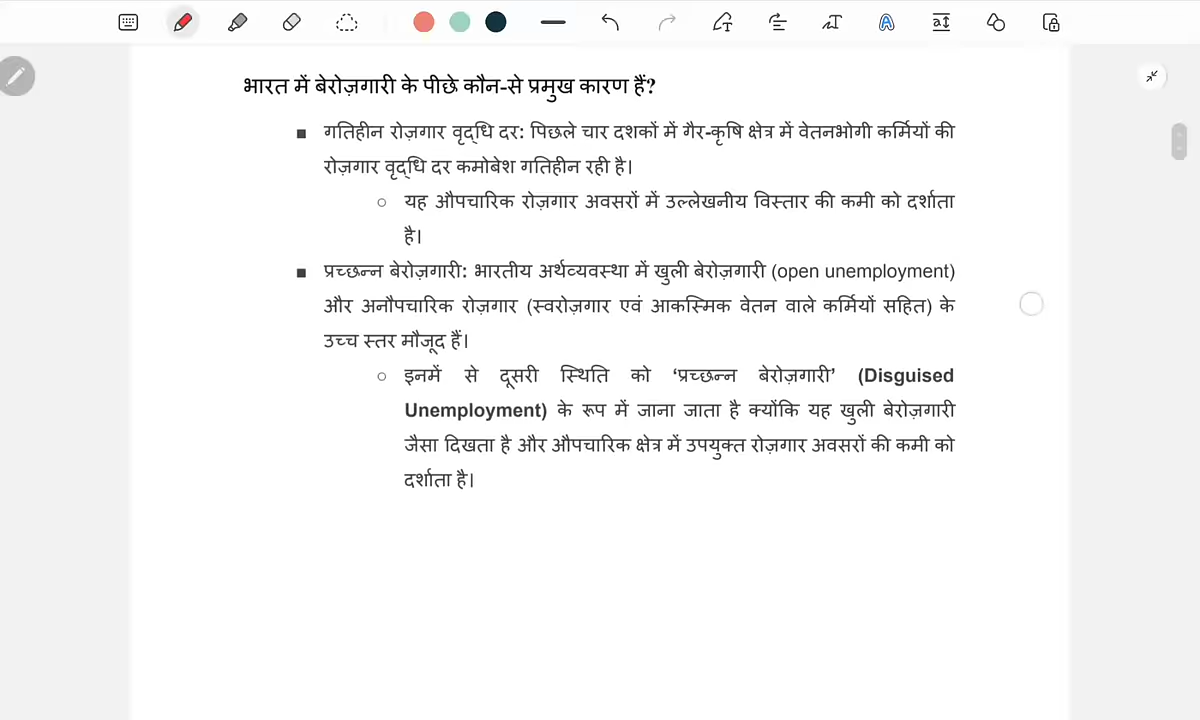 भारत में बेरोज़गारी के पीछे कौन-से प्रमुख कारण हैं?
▪ गतिहीन रोज़गार वृद्धि दर: पिछले चार दशकों में गैर-कृषि क्षेत्र में वेतनभोगी कर्मियों की
रोज़गार वृद्धि दर कमोबेश गतिहीन रही है।
○ यह औपचारिक रोज़गार अवसरों में उल्लेखनीय विस्तार की कमी को दर्शाता
है।
▪ प्रच्छन्न बेरोज़गारी: भारतीय अर्थव्यवस्था में खुली बेरोज़गारी (open unemployment)
और अनौपचारिक रोज़गार (स्वरोज़गार एवं आकस्मिक वेतन वाले कर्मियों सहित) के
उच्च स्तर मौजूद हैं।
○ इनमें से दूसरी स्थिति को ‘प्रच्छन्न बेरोज़गारी’ (Disguised
Unemployment) के रूप में जाना जाता है क्योंकि यह खुली बेरोज़गारी
जैसा दिखता है और औपचारिक क्षेत्र में उपयुक्त रोज़गार अवसरों की कमी को
दर्शाता है।